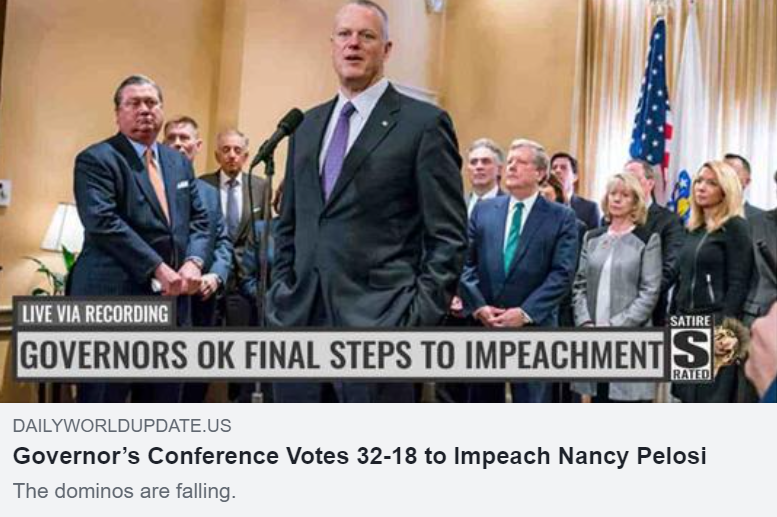 LIVE VIA RECORDING
GOVERNORS OK FINAL STEPS TO IMPEACHMENT
SATIRE
S
RATED
DAILYWORLDUPDATE.US
Governor’s Conference Votes 32-18 to Impeach Nancy Pelosi
The dominos are falling.